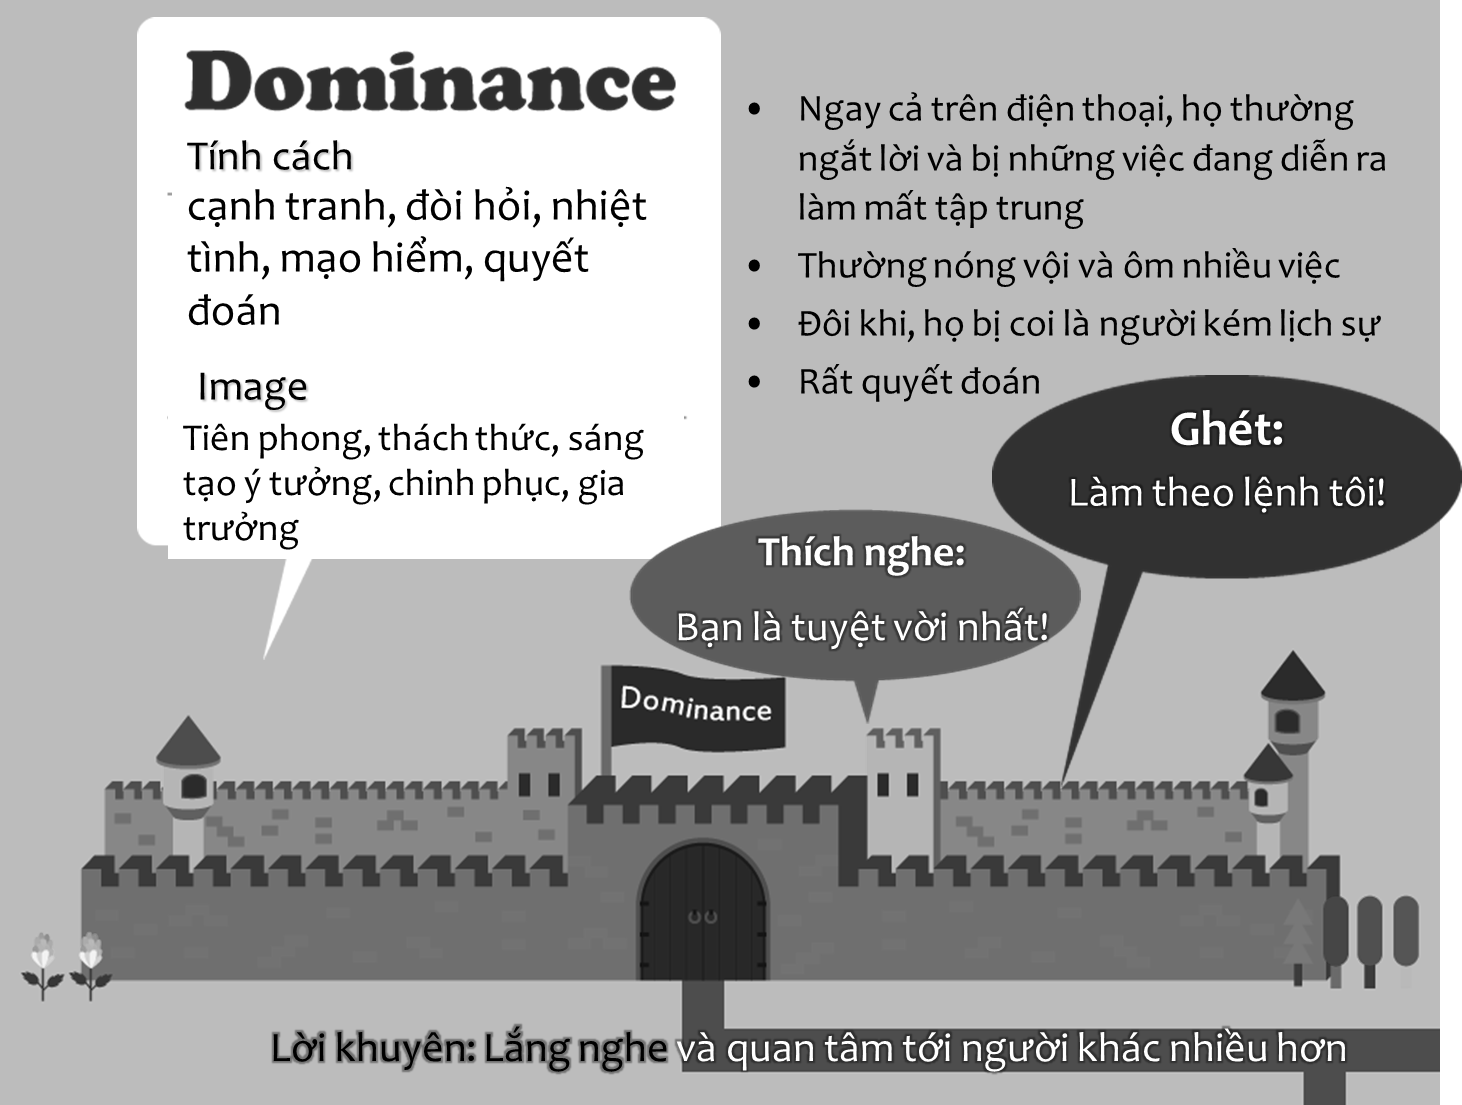 Dominance
Tính cách
cạnh tranh, đòi hỏi, nhiệt
tình, mạo hiểm, quyết
đoán
Image
Tiên phong, thách thức, sáng
tạo ý tưởng, chinh phục, gia
trưởng
• Ngay cả trên điện thoại, họ thường
ngắt lời và bị những việc đang diễn ra
làm mất tập trung
• Thường nóng vội và ôm nhiều việc
• Đôi khi, họ bị coi là người kém lịch sự
• Rất quyết đoán
Ghét:
Làm theo lệnh tôi!
Thích nghe:
Bạn là tuyệt vời nhất!
Dominance
Lời khuyên: Lắng nghe và quan tâm tới người khác nhiều hơn